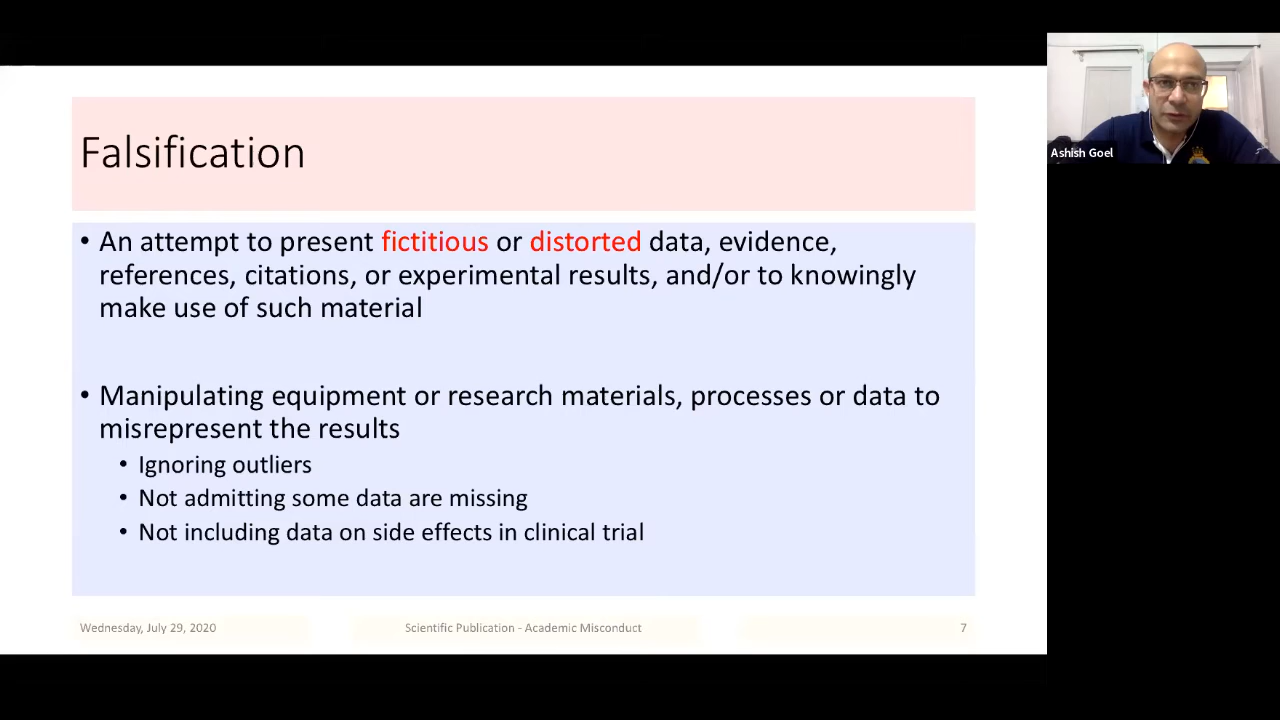 Falsification
• An attempt to present fictitious or distorted data, evidence,
references, citations, or experimental results, and/or to knowingly
make use of such material
• Manipulating equipment or research materials, processes or data to
misrepresent the results
• Ignoring outliers
• Not admitting some data are missing
• Not including data on side effects in clinical trial
Wednesday, July 29, 2020
Scientific Publication - Academic Misconduct
7
Ashish Goel